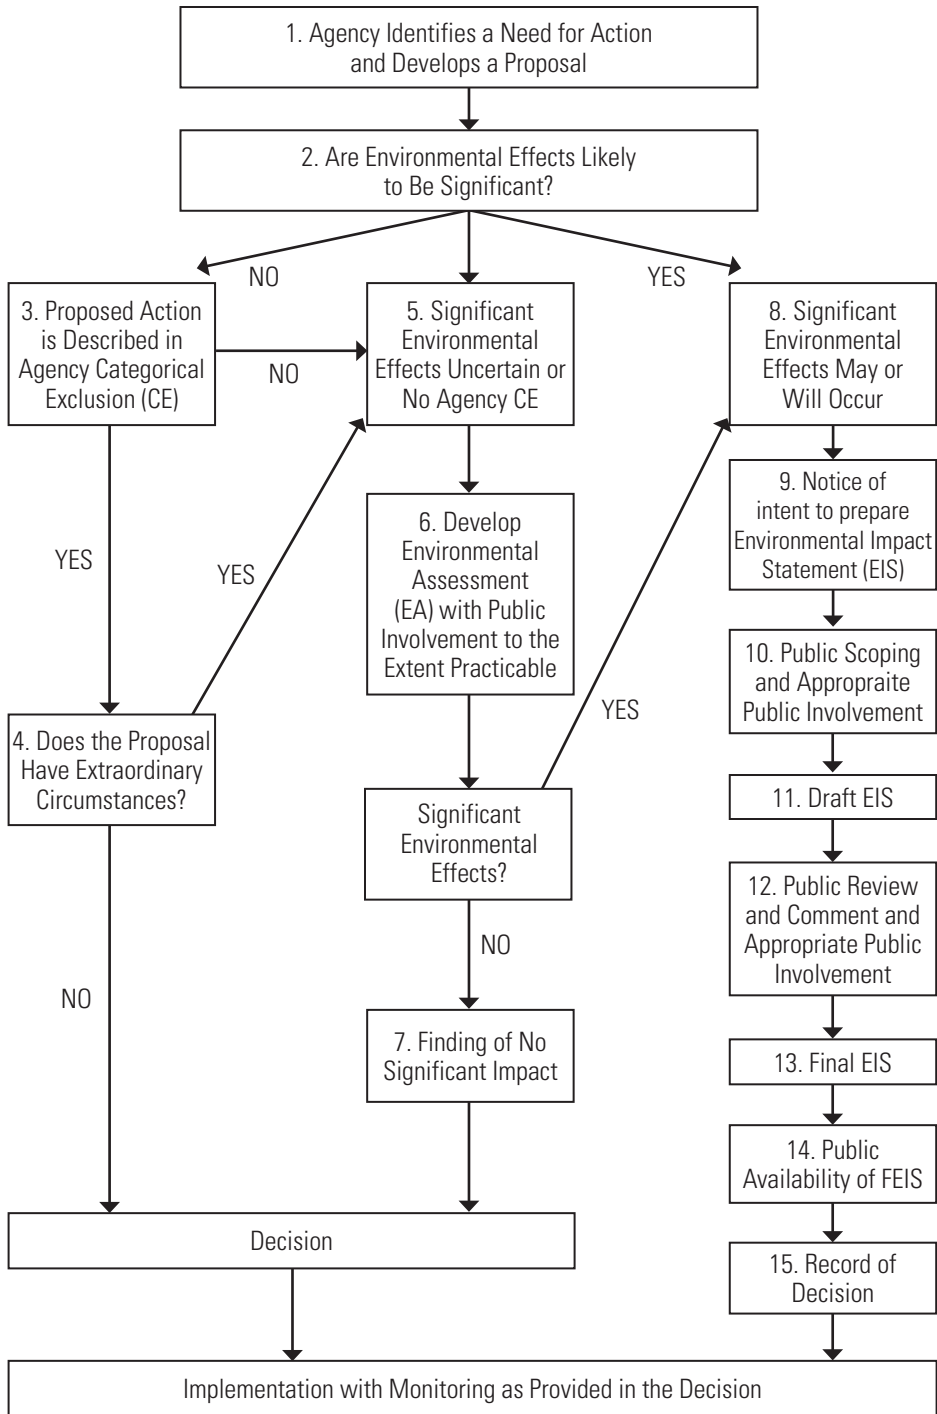 1. Agency Identifies a Need for Action
and Develops a Proposal
2. Are Environmental Effects Likely
to Be Significant?
NO
YES
3. Proposed Action
is Described in
Agency Categorical
Exclusion (CE)
NO
5. Significant
Environmental
Effects Uncertain or
No Agency CE
8. Significant
Environmental
Effects May or
Will Occur
YES
YES
6. Develop
Environmental
Assessment
(EA) with Public
Involvement to the
Extent Practicable
9. Notice of
intent to prepare
Environmental Impact
Statement (EIS)
10. Public Scoping
and Appropraite
Public Involvement
YES
4. Does the Proposal
Have Extraordinary
Circumstances?
Significant
Environmental
Effects?
11. Draft EIS
12. Public Review
and Comment and
Appropriate Public
Involvement
NO
NO
7. Finding of No
Significant Impact
13. Final EIS
14. Public
Availability of FEIS
Decision
15. Record of
Decision
Implementation with Monitoring as Provided in the Decision